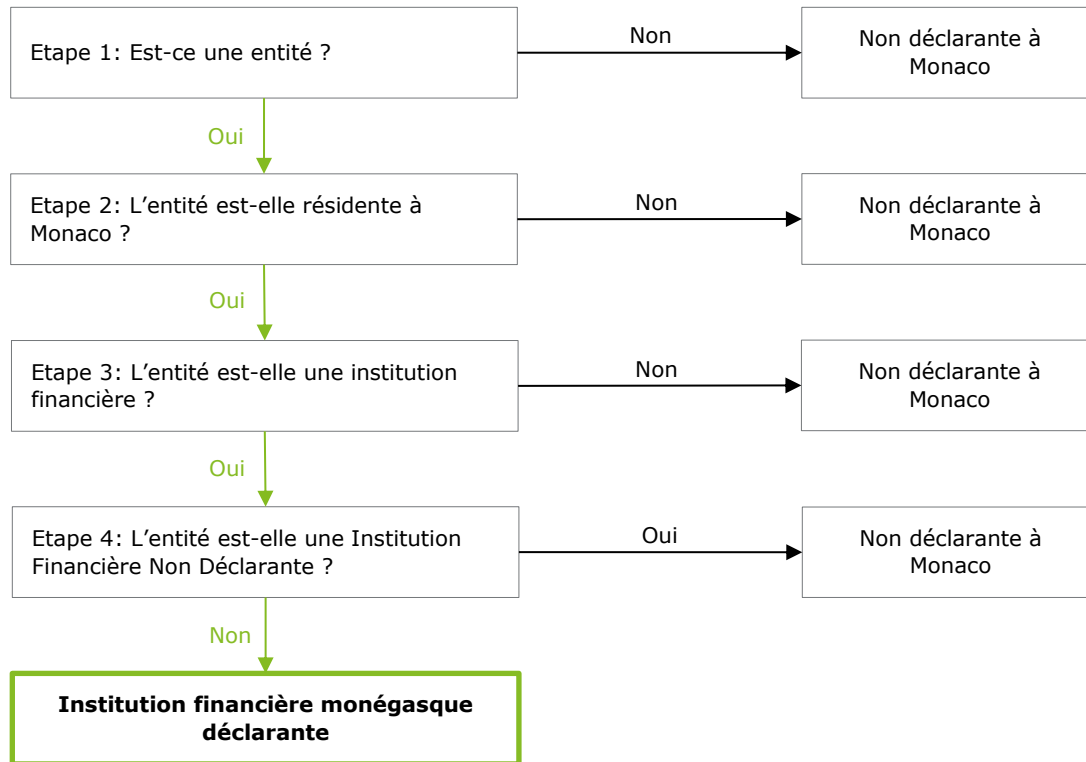 Etape 1: Est-ce une entité ?
Non
Non déclarante à
Monaco
Oui
Etape 2: L'entité est-elle résidente à
Monaco ?
Non
Non déclarante à
Monaco
Oui
Etape 3: L’entité est-elle une institution
financière ?
Non
Non déclarante à
Monaco
Oui
Etape 4: L’entité est-elle une Institution
Financière Non Déclarante ?
Oui
Non déclarante à
Monaco
Non
Institution financière monégasque
déclarante